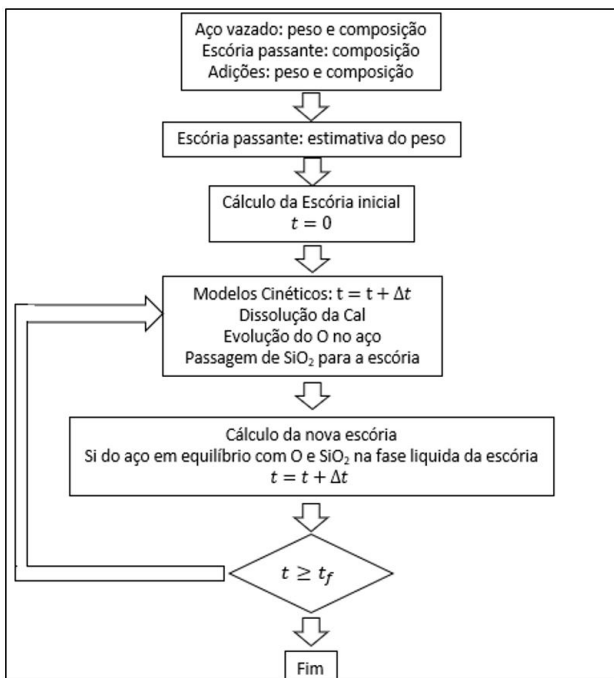 Aço vazado: peso e composição
Escória passante: composição
Adições: peso e composição
Escória passante: estimativa do peso
Cálculo da Escória inicial
t = 0
Modelos Cinéticos: t = t + Δt
Dissolução da Cal
Evolução do O no aço
Passagem de SiO₂ para a escória
Cálculo da nova escória
Si do aço em equilíbrio com O e SiO₂ na fase liquida da escória
t = t + Δt
t ≥ t_f
Fim